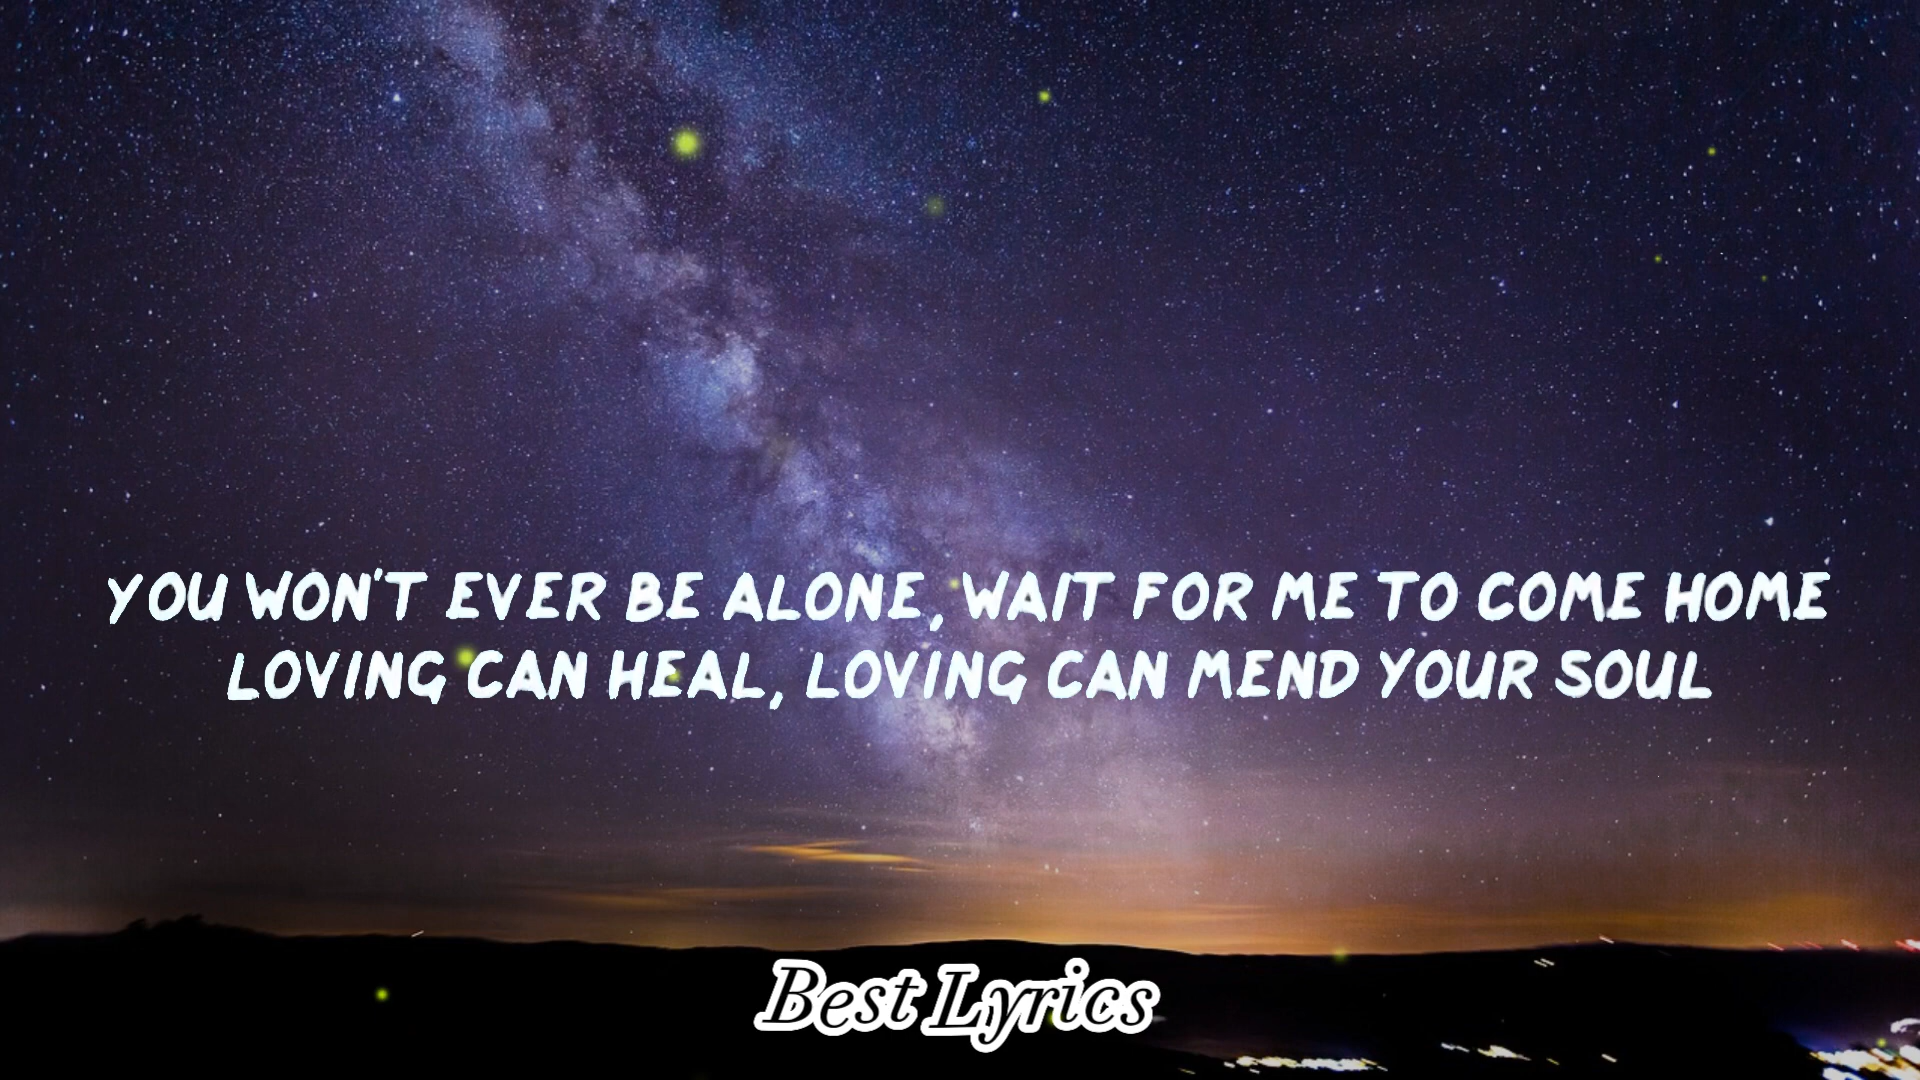 YOU WON'T EVER BE ALONE, WAIT FOR ME TO COME HOME
LOVING CAN HEAL, LOVING CAN MEND YOUR SOUL
Best Lyrics